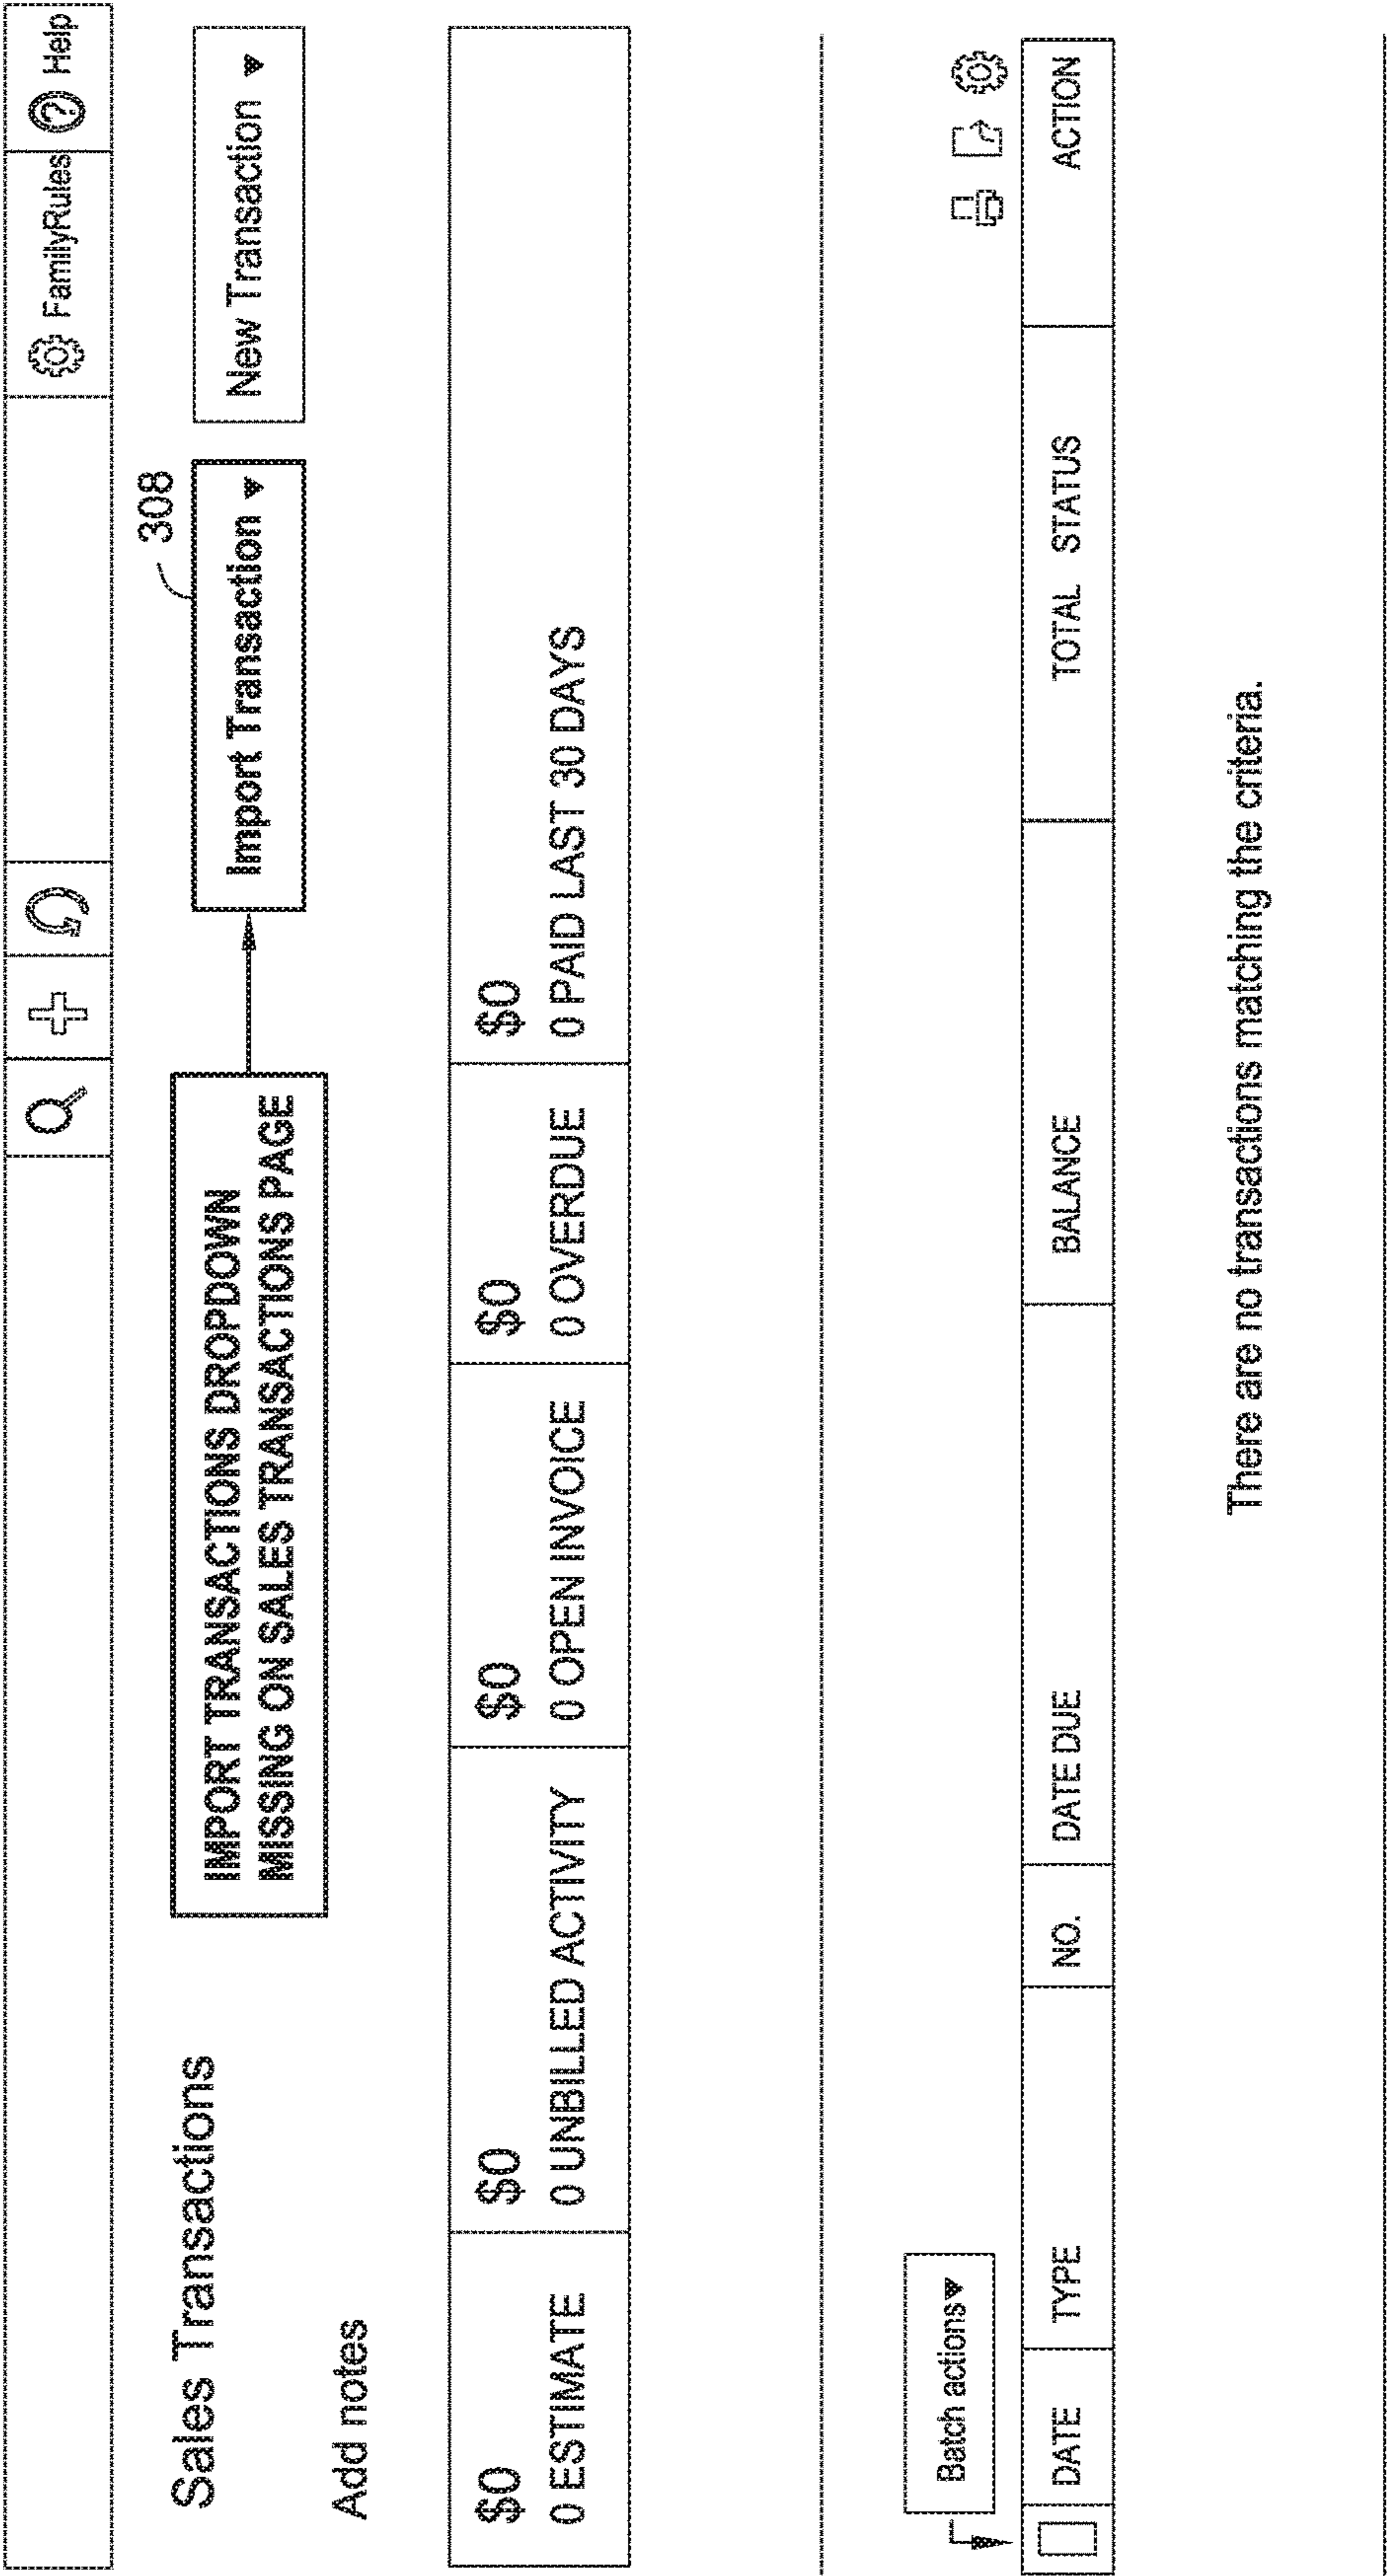 FamilyRules Help
308
Sales Transactions
IMPORT TRANSACTIONS DROPDOWN
MISSING ON SALES TRANSACTIONS PAGE
Import Transaction
New Transaction
Add notes
$0 $0 $0 $0 $0
0 ESTIMATE 0 UNBILLED ACTIVITY 0 OPEN INVOICE 0 OVERDUE 0 PAID LAST 30 DAYS
Batch actions
DATE TYPE NO. DATE DUE BALANCE TOTAL STATUS ACTION
There are no transactions matching the criteria.